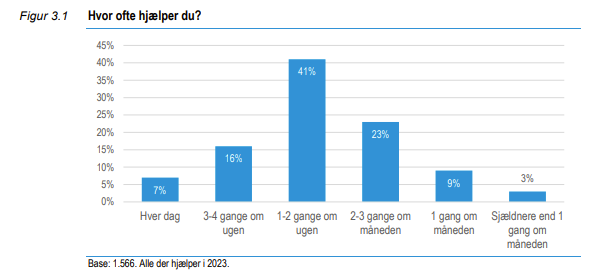 Figur 3.1 Hvor ofte hjælper du?
45%
40%
35%
30%
25%
20%
15%
10%
5%
0%
7%
16%
41%
23%
9%
3%
Hver dag
3-4 gange om
ugen
1-2 gange om
ugen
2-3 gange om
måneden
1 gang om
måneden
Sjældnere end 1
gang om
måneden
Base: 1.566. Alle der hjælper i 2023.